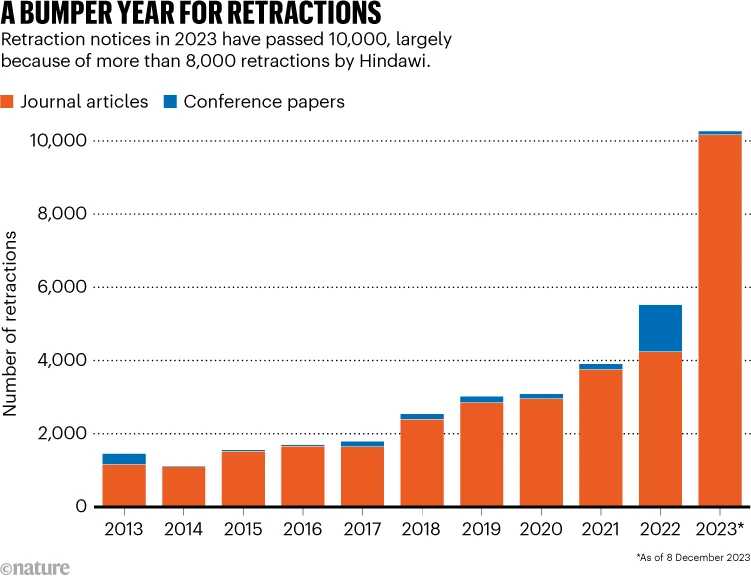 A BUMPER YEAR FOR RETRACTIONS
Retraction notices in 2023 have passed 10,000, largely
because of more than 8,000 retractions by Hindawi.
Journal articles Conference papers
Number of retractions
10,000
8,000
6,000
4,000
2,000
0
2013 2014 2015 2016 2017 2018 2019 2020 2021 2022 2023*
*As of 8 December 2023
©nature